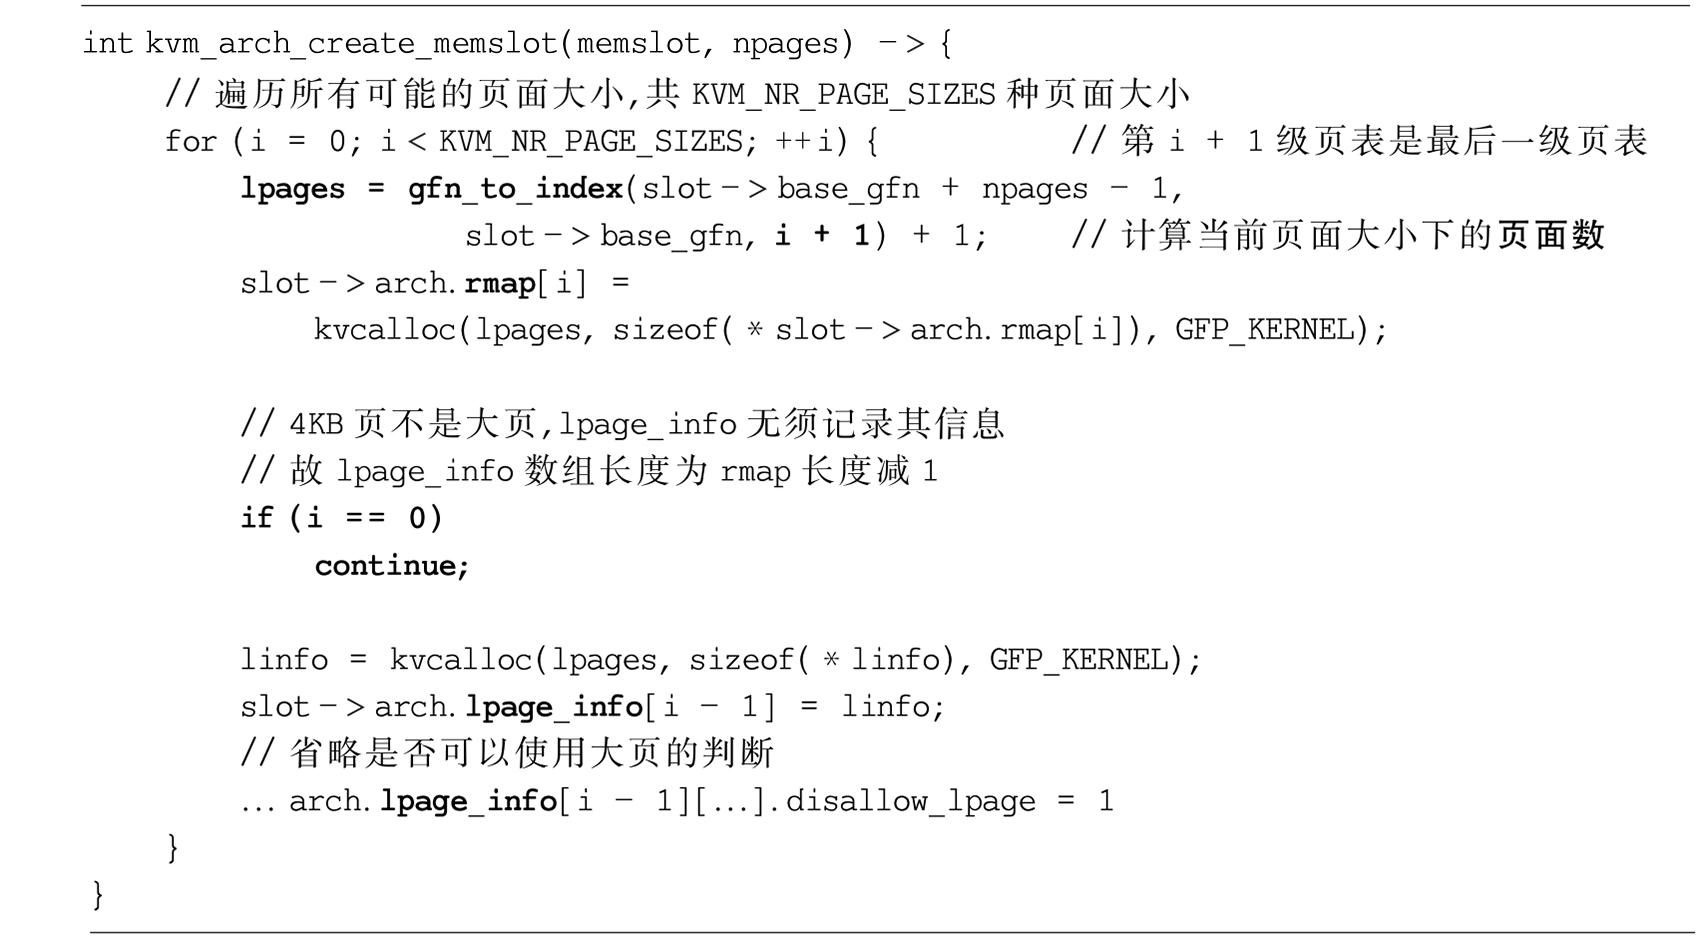 int kvm_arch_create_memslot(memslot, npages) -> {
// 遍历所有可能的页面大小,共 KVM_NR_PAGE_SIZES 种页面大小
for (i = 0; i < KVM_NR_PAGE_SIZES; ++i) { // 第 i + 1 级页表是最后一级页表
lpages = gfn_to_index(slot->base_gfn + npages - 1,
slot->base_gfn, i + 1) + 1; // 计算当前页面大小下的页面数
slot->arch.rmap[i] =
kvcalloc(lpages, sizeof(*slot->arch.rmap[i]), GFP_KERNEL);
// 4KB 页不是大页,lpage_info 无须记录其信息
// 故 lpage_info 数组长度为 rmap 长度减 1
if (i == 0)
continue;
linfo = kvcalloc(lpages, sizeof(*linfo), GFP_KERNEL);
slot->arch.lpage_info[i - 1] = linfo;
// 省略是否可以使用大页的判断
... arch.lpage_info[i - 1][...].disallow_lpage = 1
}
}